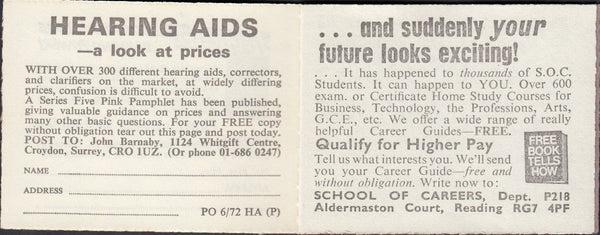 HEARING AIDS
—a look at prices
WITH OVER 300 different hearing aids, correctors,
and clarifiers on the market, at widely differing
prices, confusion is difficult to avoid.
A Series Five Pink Pamphlet has been published,
giving valuable guidance on prices and answering
many other basic questions. For your FREE copy
without obligation tear out this page and post today.
POST TO: John Barnaby, 1124 Whitgift Centre,
Croydon, Surrey, CRO 1UZ. (Or phone 01-686 0247)
NAME
ADDRESS
PO 6/72 HA (P)
. . . and suddenly your
future looks exciting!
. . . It has happened to thousands of S.O.C.
Students. It can happen to YOU. Over 600
exam. or Certificate Home Study Courses for
Business, Technology, the Professions, Arts,
G.C.E., etc. We offer a wide range of really
helpful Career Guides—FREE.
Qualify for Higher Pay
Tell us what interests you. We'll send
you your Career Guide—free and
without obligation. Write now to:
FREE
BOOK
TELLS
HOW
SCHOOL OF CAREERS, Dept. P218
Aldermaston Court, Reading RG7 4PF